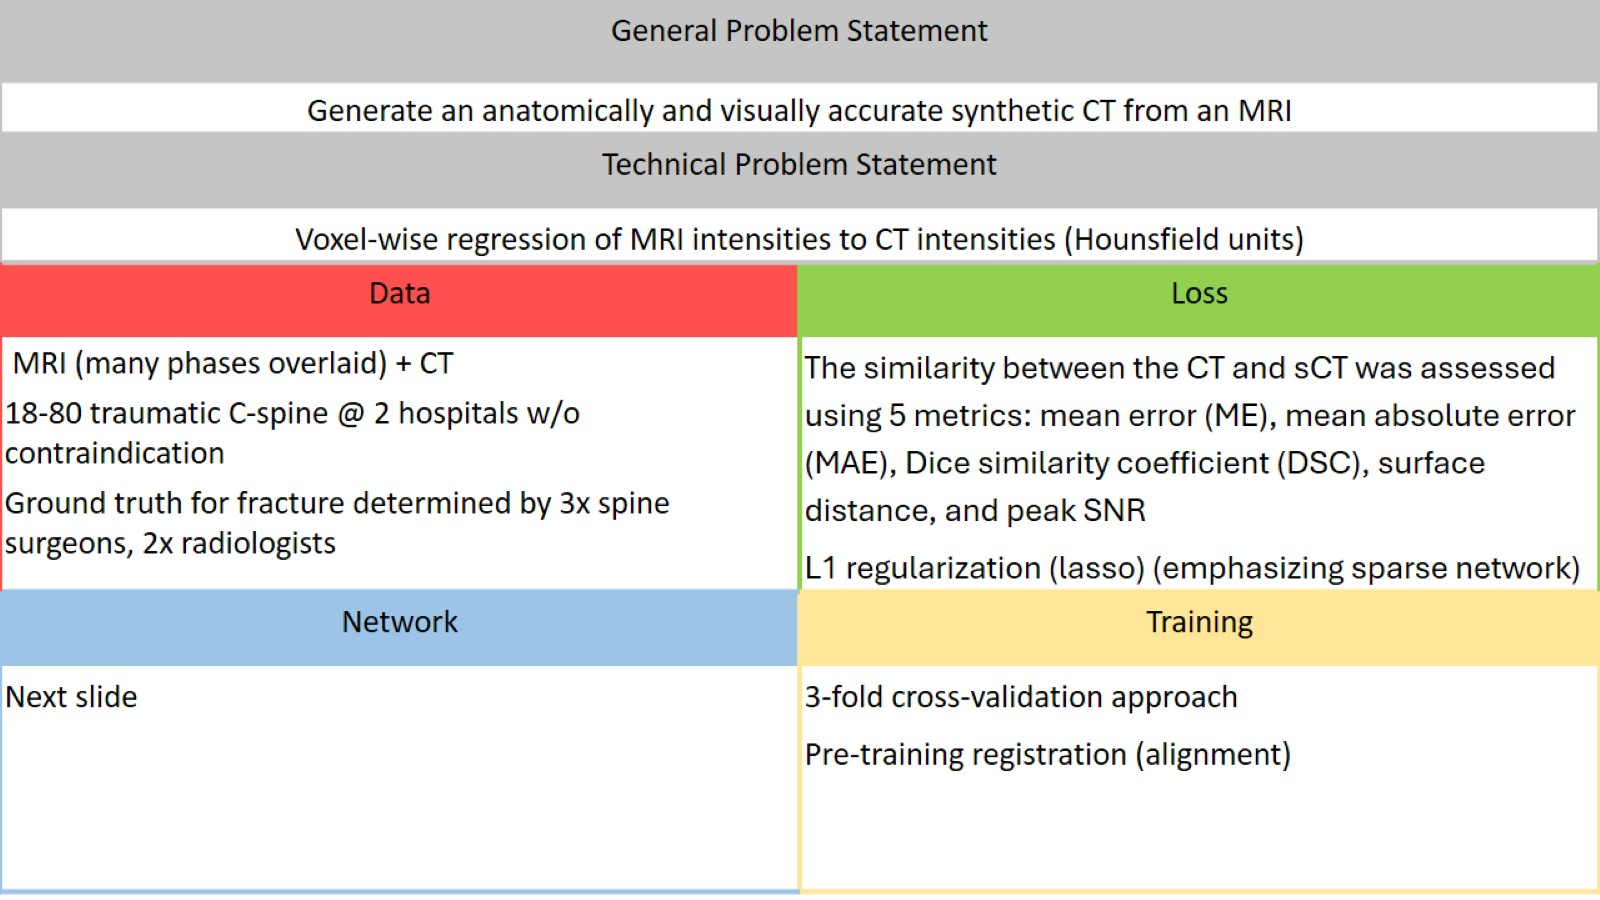 General Problem Statement
Generate an anatomically and visually accurate synthetic CT from an MRI
Technical Problem Statement
Voxel-wise regression of MRI intensities to CT intensities (Hounsfield units)
Data
MRI (many phases overlaid) + CT
18-80 traumatic C-spine @ 2 hospitals w/o
contraindication
Ground truth for fracture determined by 3x spine
surgeons, 2x radiologists
Loss
The similarity between the CT and sCT was assessed
using 5 metrics: mean error (ME), mean absolute error
(MAE), Dice similarity coefficient (DSC), surface
distance, and peak SNR
L1 regularization (lasso) (emphasizing sparse network)
Network
Next slide
Training
3-fold cross-validation approach
Pre-training registration (alignment)